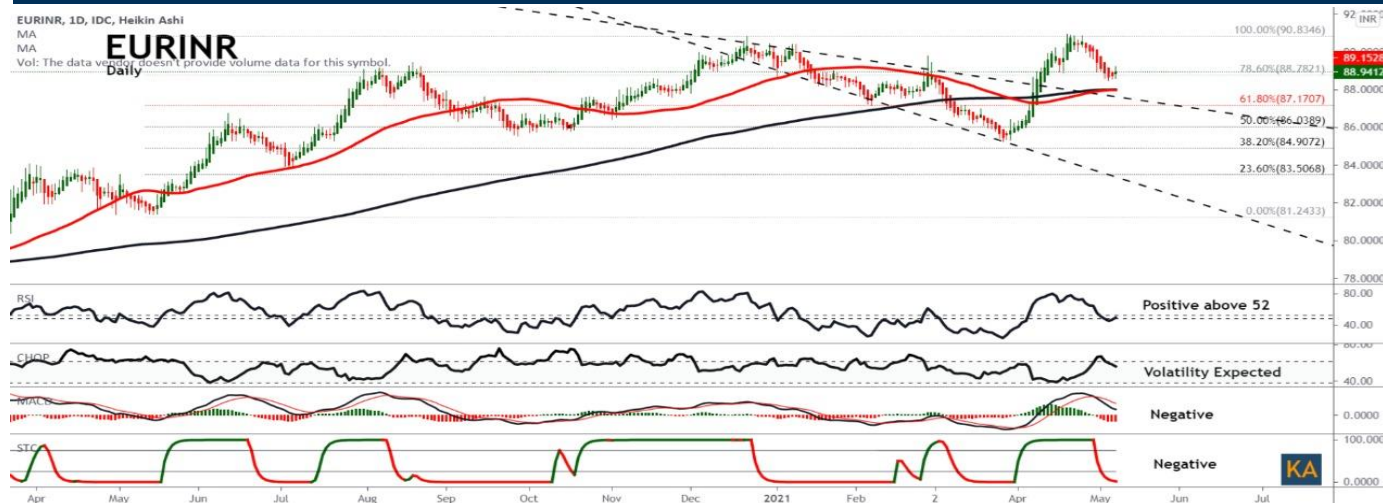 EURINR, 1D, IDC, Heikin Ashi
MA
MA
EURINR
Vol: The data vendor doesn't provide volume data for this symbol.
Daily
INR
100.00%(90.8346)
89.1528
78.60%(88.7821)
88.9412
88.0000
61.80%(87.1707)
50.00%(86.0389)
86.0000
38.20%(84.9072)
84.0000
23.60%(83.5068)
82.0000
0.00%(81.2433)
80.0000
78.0000
RSI
80.00
Positive above 52
40.00
CHOP
Volatility Expected
40.00
MACD
Negative
0.0000
STC
100.00
Negative
KA
0.0000
Apr May Jun Jul Aug Sep Oct Nov Dec 2021 Feb 2 Apr May Jun Jul